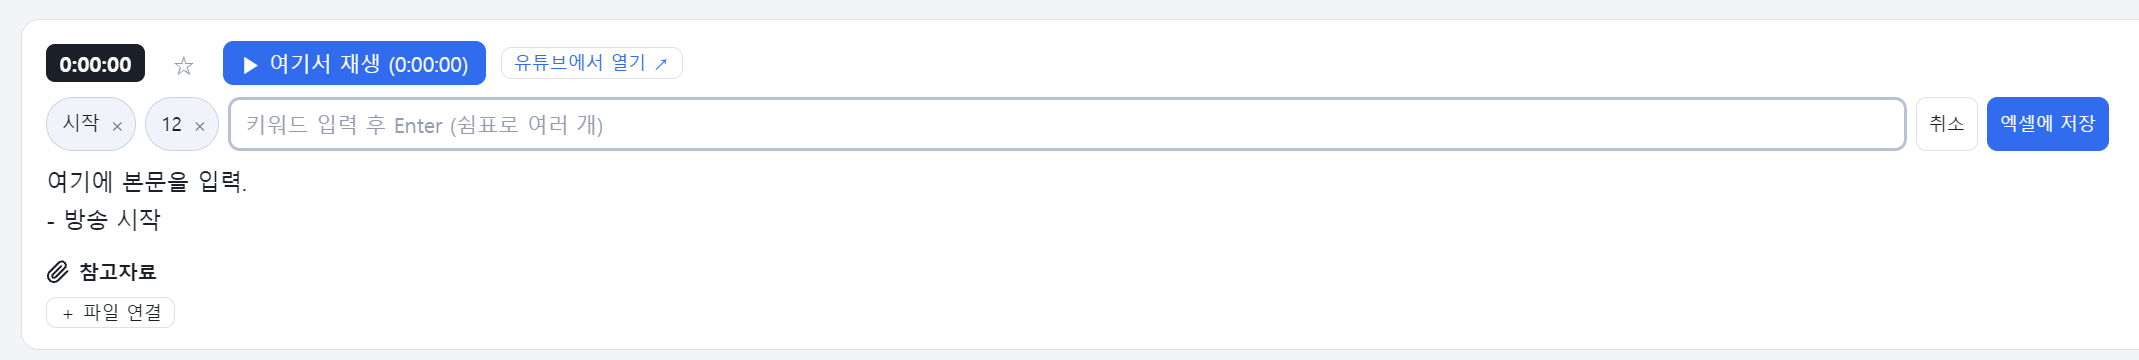 0:00:00 ☆ ▶ 여기서 재생 (0:00:00) 유튜브에서 열기 ↗
시작 × 12 × 키워드 입력 후 Enter (쉼표로 여러 개) 취소 엑셀에 저장
여기에 본문을 입력.
- 방송 시작
참고자료
+ 파일 연결